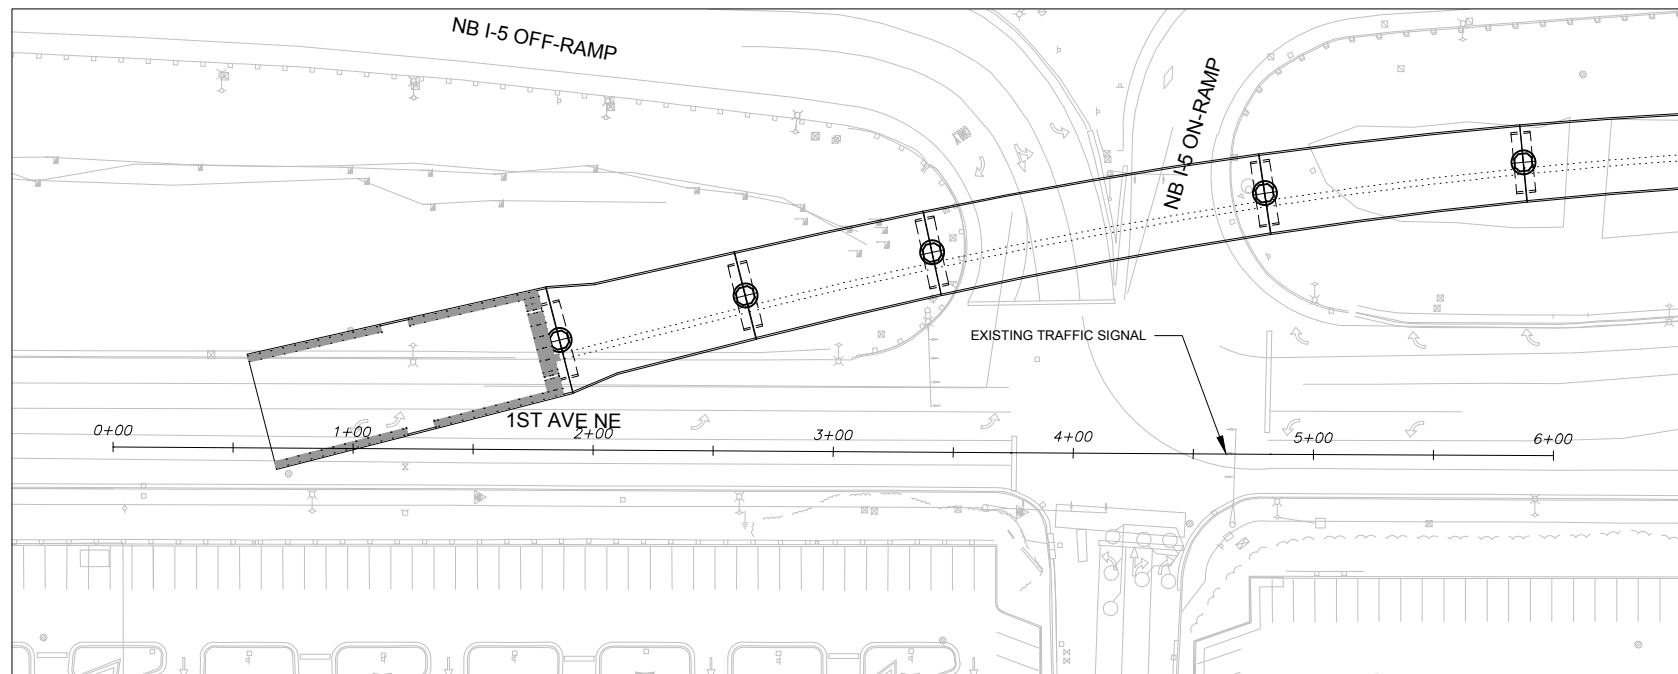 NB I-5 OFF-RAMP
NB I-5 ON-RAMP
ONLY
EXISTING TRAFFIC SIGNAL
1ST AVE NE
0+00
1+00
2+00
3+00
4+00
5+00
6+00